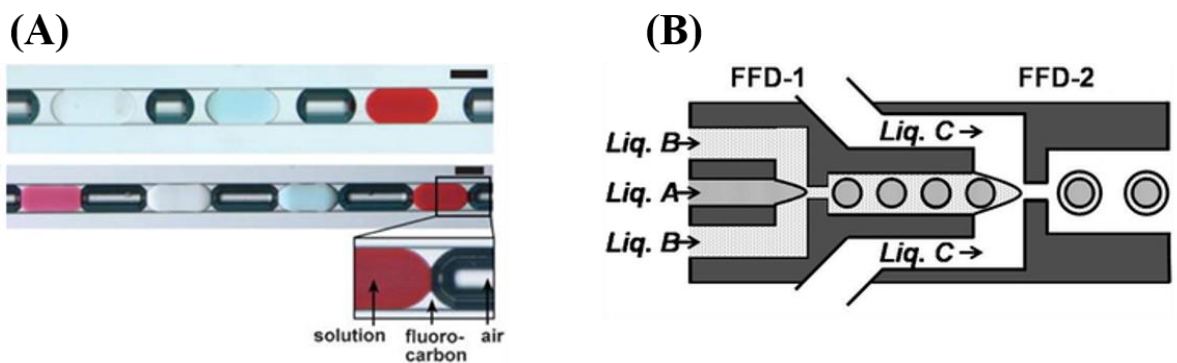 (A)
solution fluoro-
carbon air
(B)
FFD-1 FFD-2
Liq. C
Liq. B
Liq. A
Liq. B
Liq. C